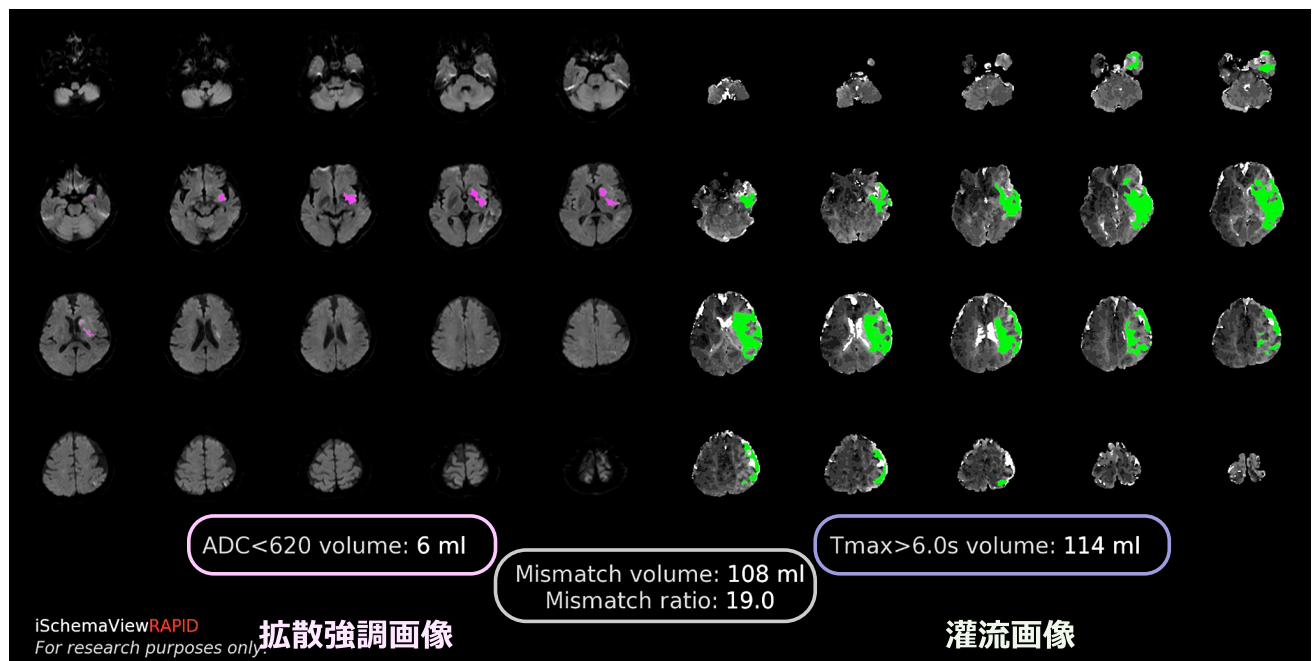 ADC<620 volume: 6 ml
Tmax>6.0s volume: 114 ml
Mismatch volume: 108 ml
Mismatch ratio: 19.0
iSchemaViewRAPID
For research purposes only.
拡散強調画像
灌流画像